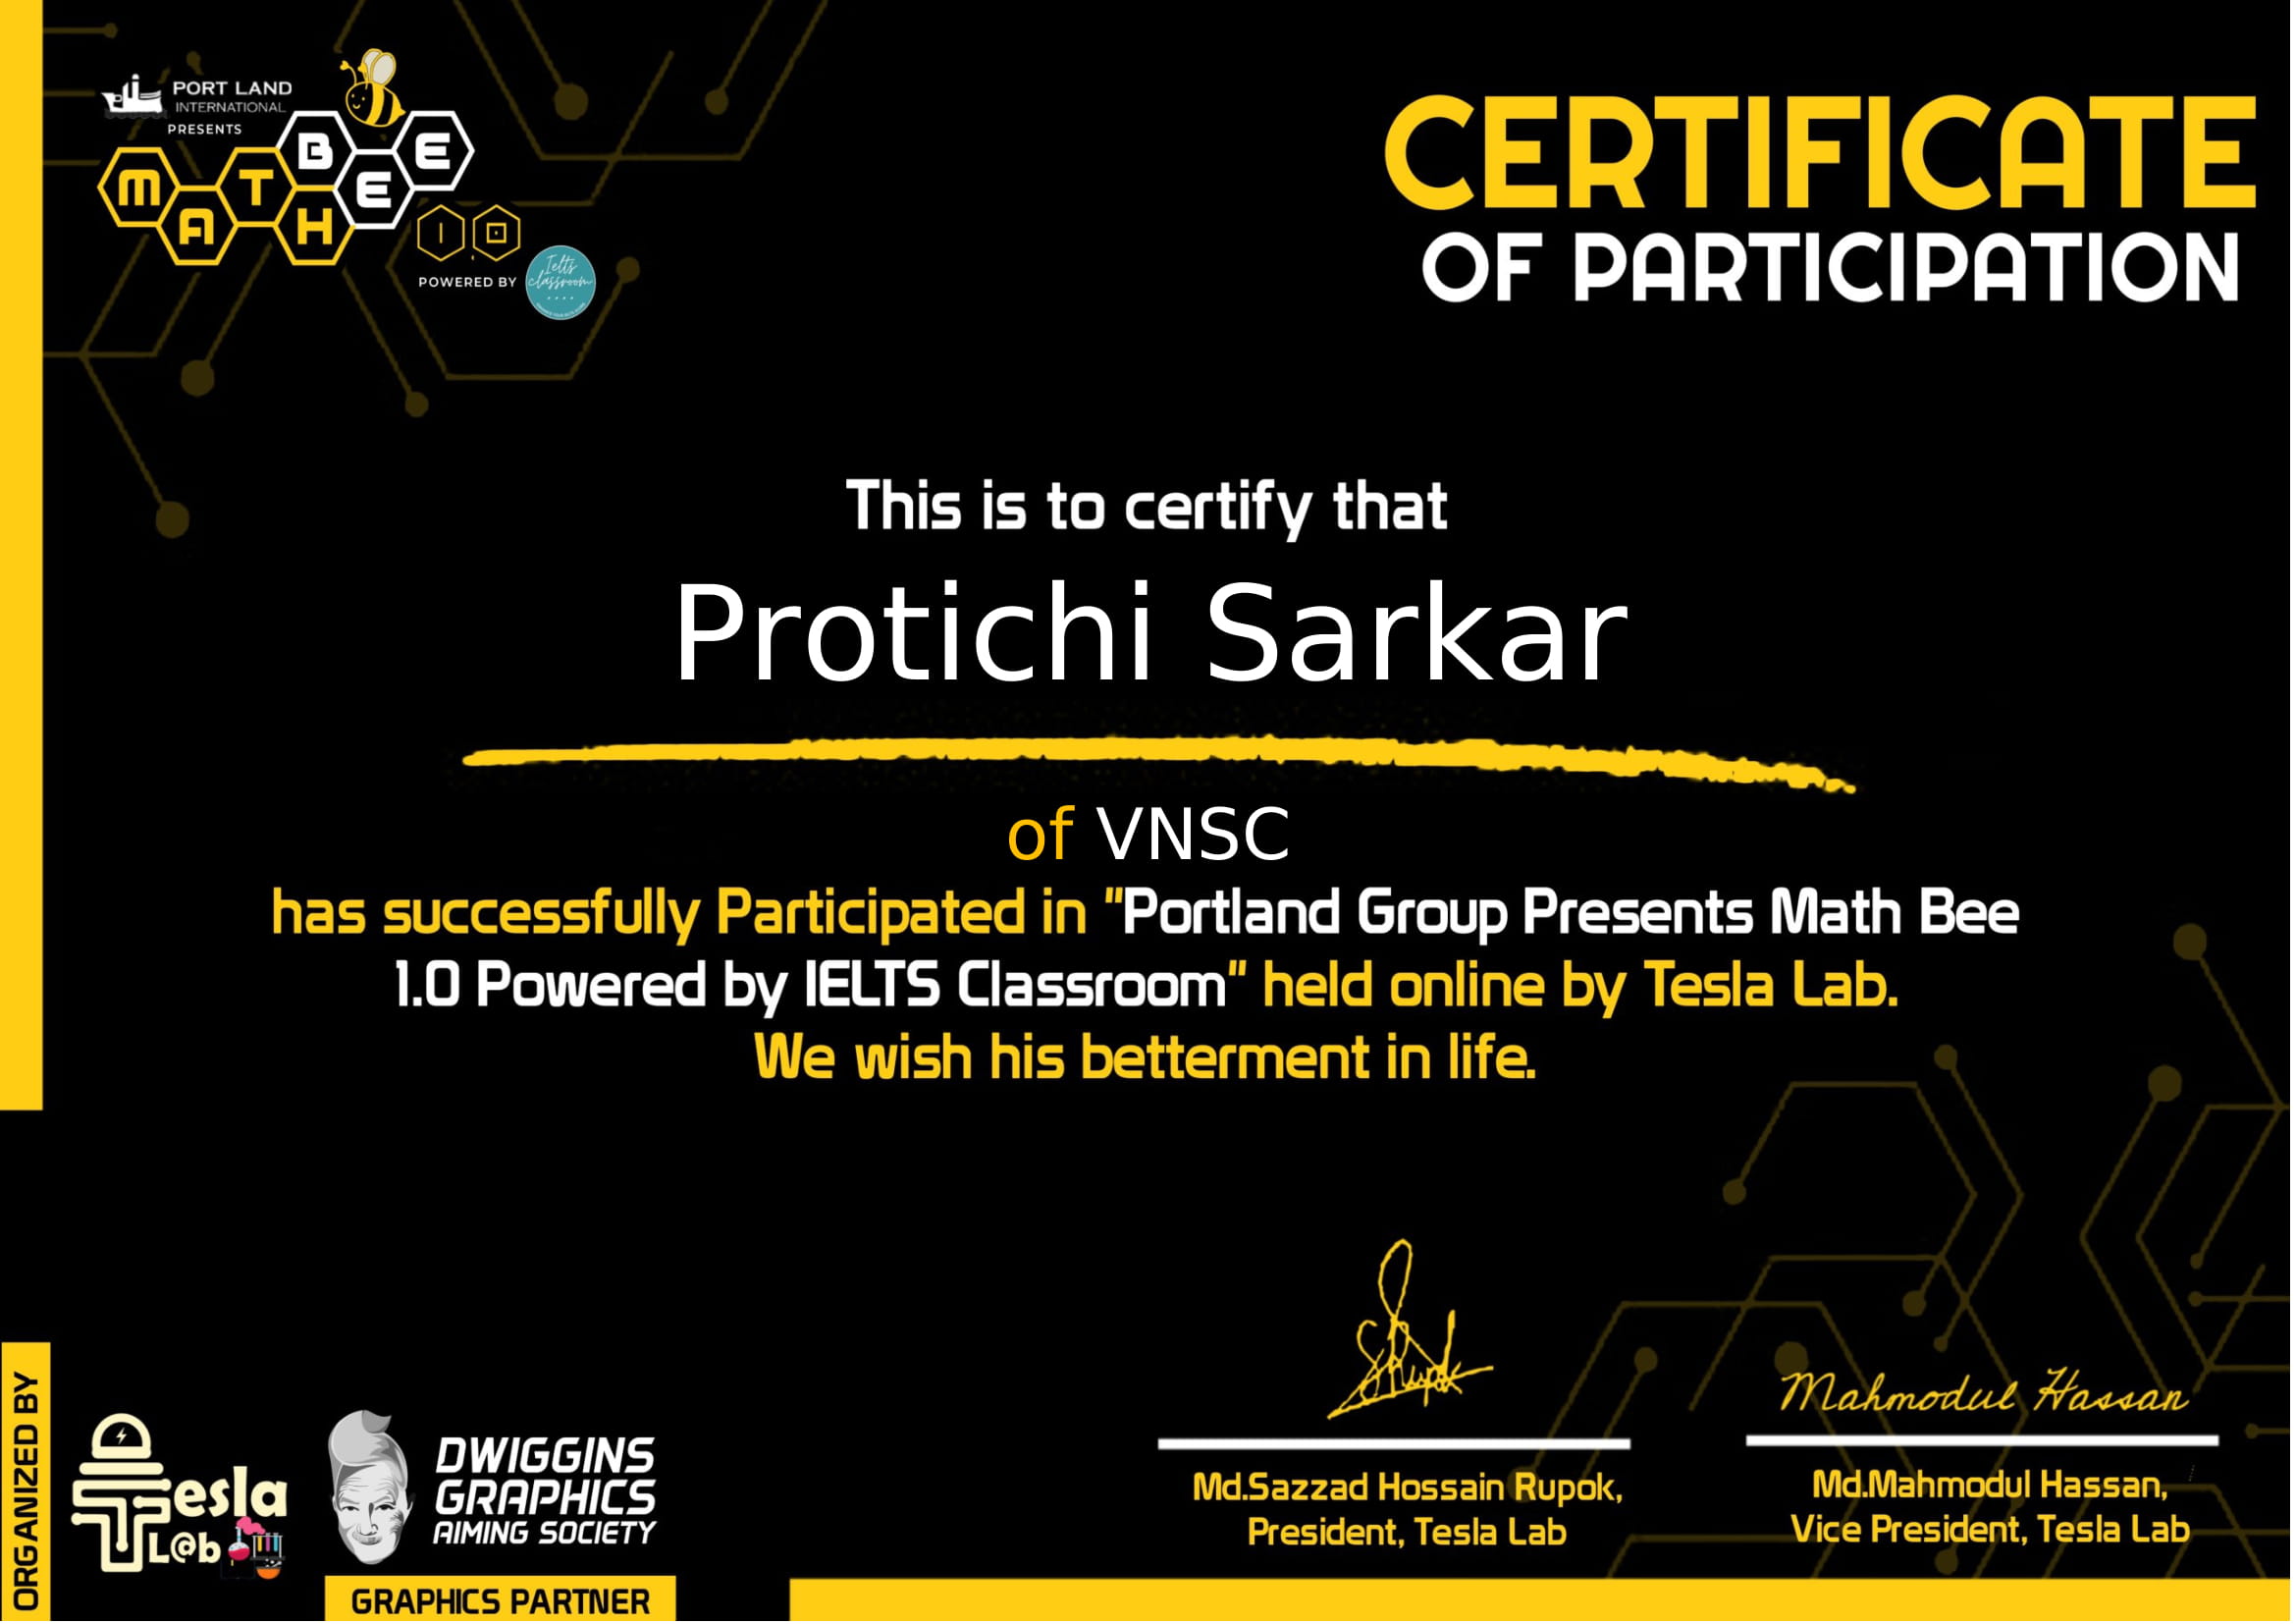 PORT LAND
INTERNATIONAL
PRESENTS
MATH BEE
1.0
POWERED BY
Ielts
classroom
CERTIFICATE
OF PARTICIPATION
This is to certify that
Protichi Sarkar
of VNSC
has successfully Participated in "Portland Group Presents Math Bee
1.0 Powered by IELTS Classroom" held online by Tesla Lab.
We wish his betterment in life.
Rupok
Mahmodul Hassan
Md.Sazzad Hossain Rupok,
President, Tesla Lab
Md.Mahmodul Hassan,
Vice President, Tesla Lab
ORGANIZED BY
Tesla
L@b
DWIGGINS
GRAPHICS
AIMING SOCIETY
GRAPHICS PARTNER